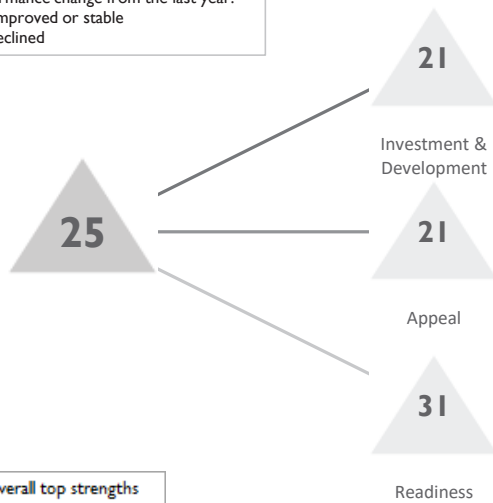 change from the last year:
mproved or stable
eclined
21
Investment &
Development
25
21
Appeal
31
Readiness
verall top strengths